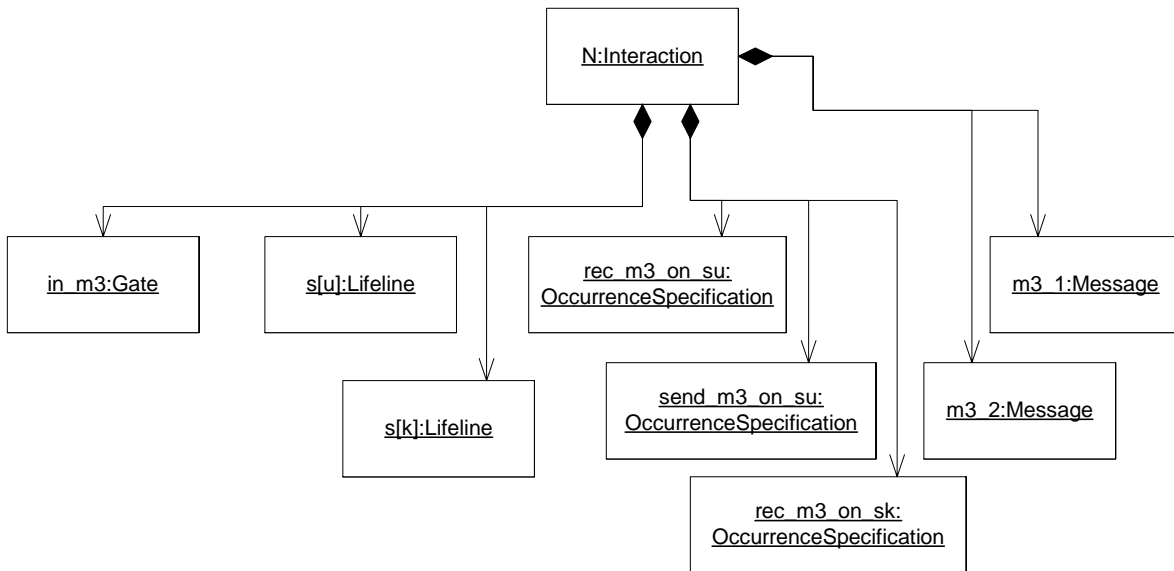 N:Interaction
in_m3:Gate
s[u]:Lifeline
rec_m3_on_su:
OccurrenceSpecification
m3_1:Message
s[k]:Lifeline
send_m3_on_su:
OccurrenceSpecification
m3_2:Message
rec_m3_on_sk:
OccurrenceSpecification